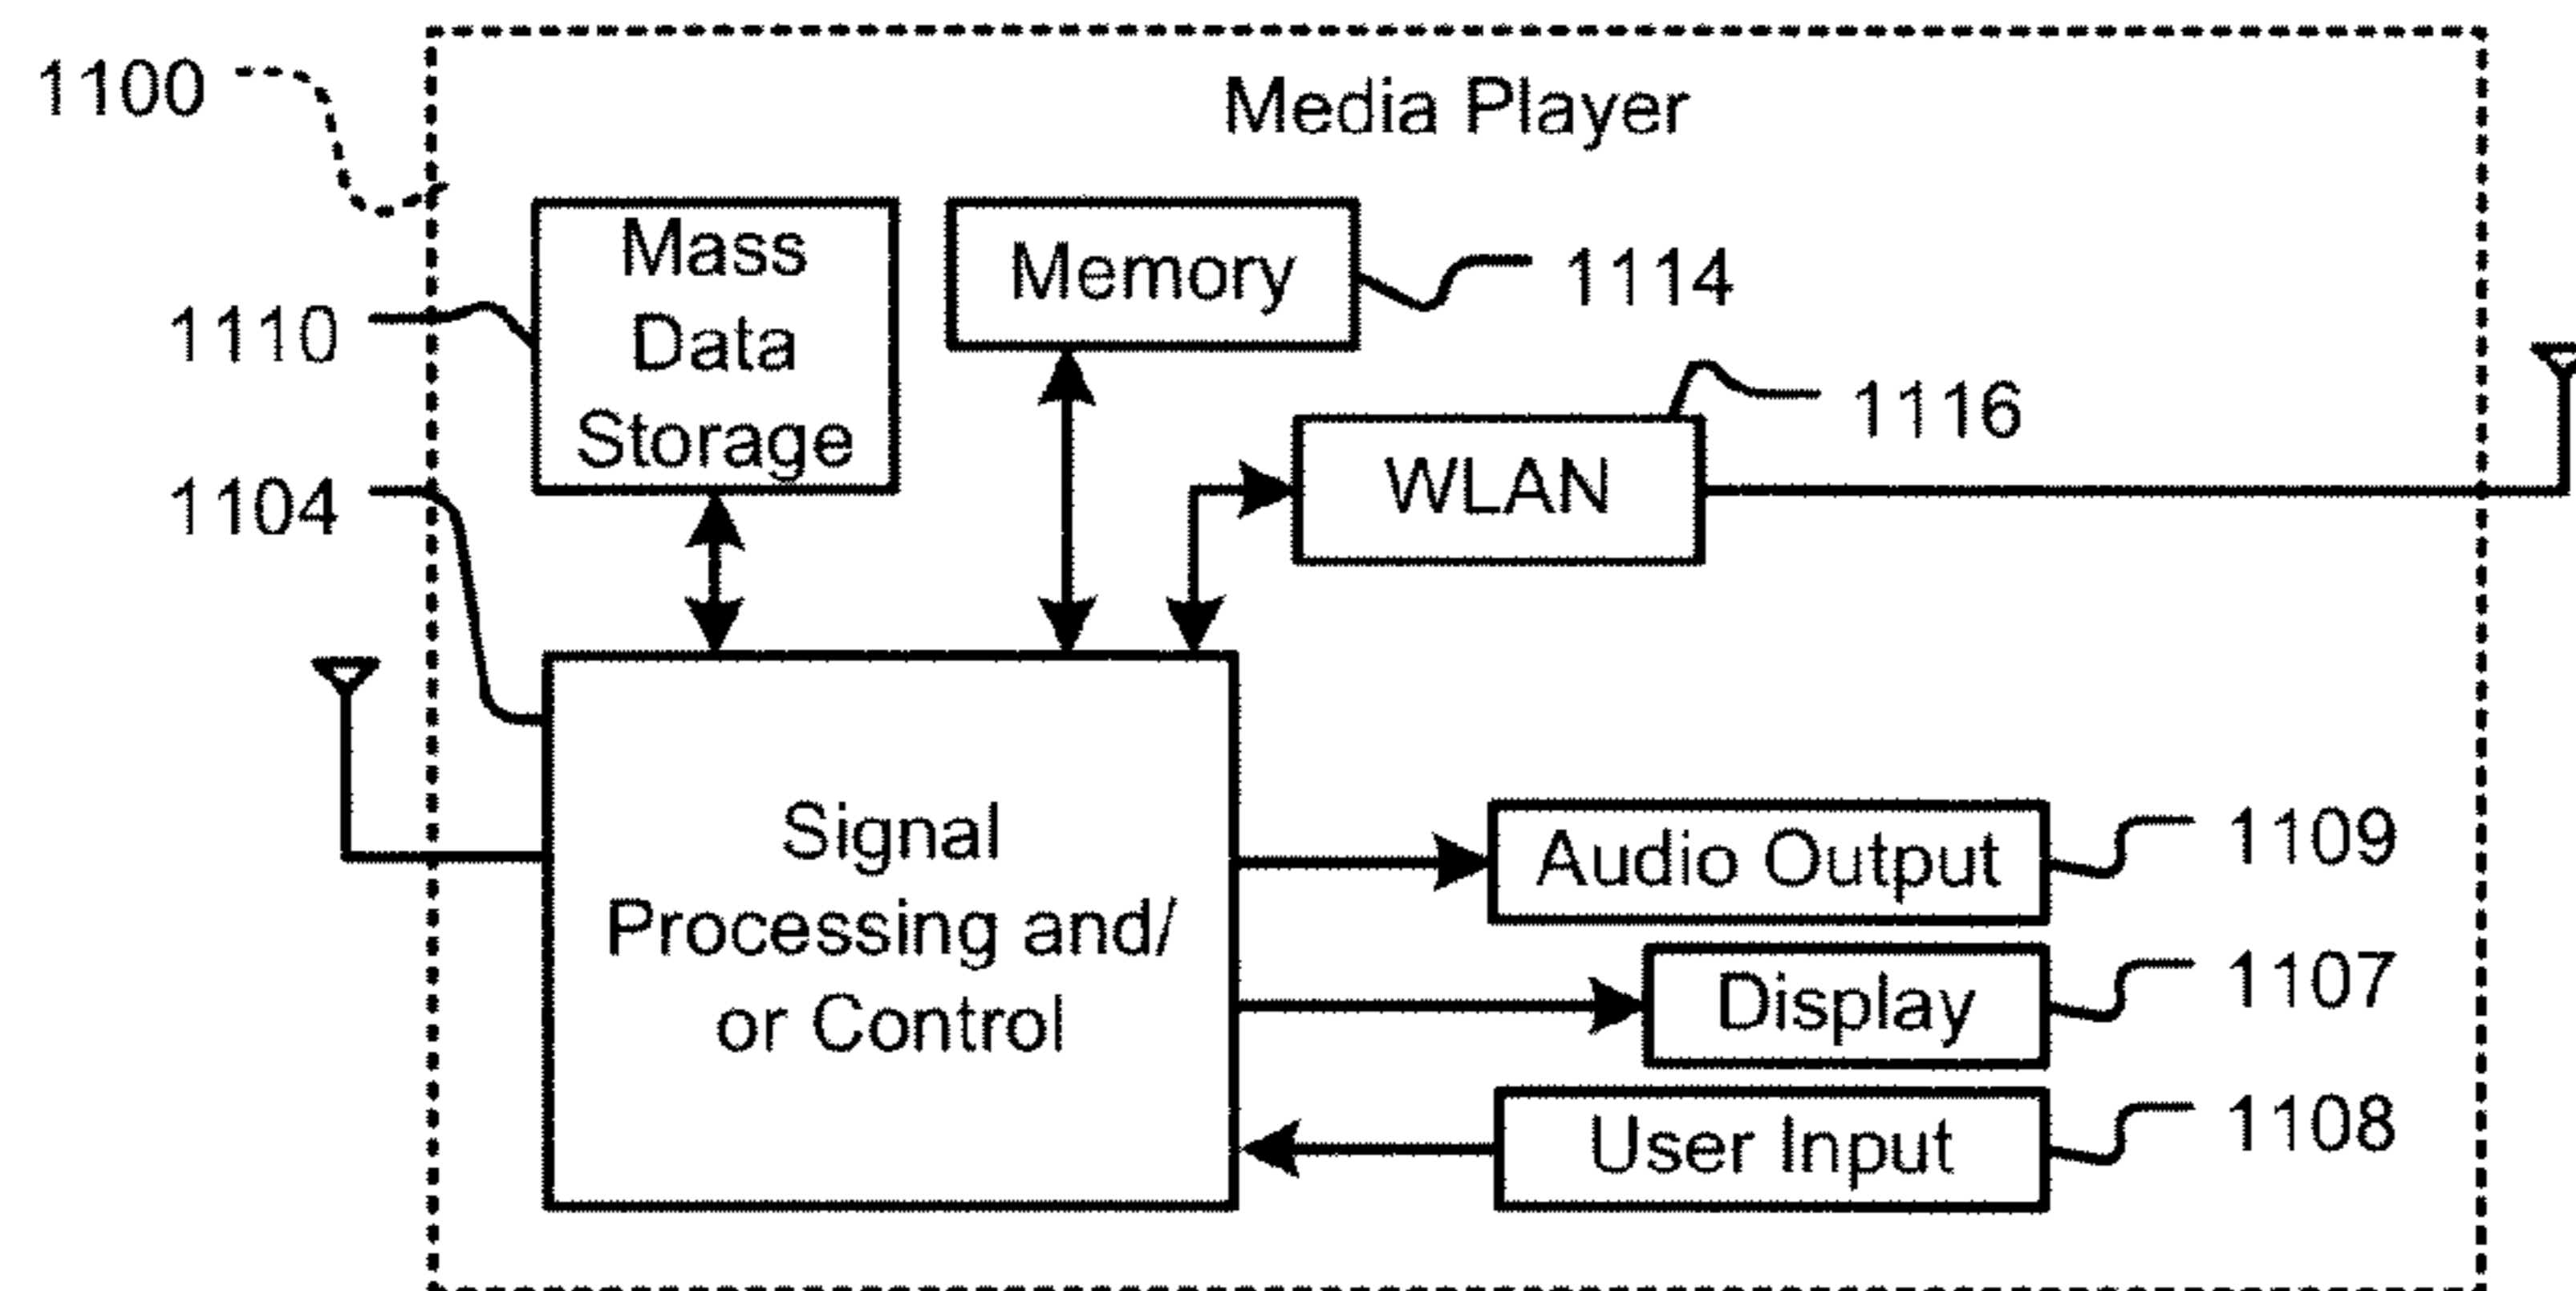 1100
Media Player
Mass
Data
Storage
Memory
1114
1110
1116
WLAN
1104
Signal
Processing and/
or Control
Audio Output
1109
Display
1107
User Input
1108